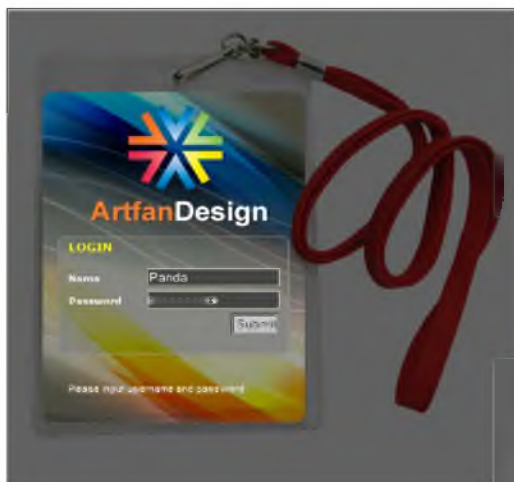 ArtfanDesign
LOGIN
Name Panda
Password
Submit
Please input username and password